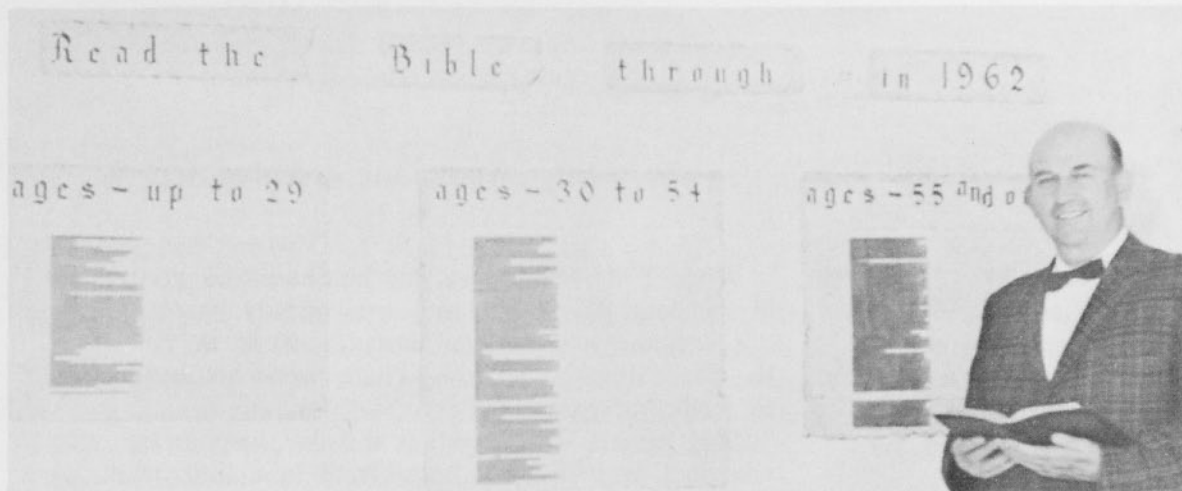 Read the Bible through in 1962
ages - up to 29
ages - 30 to 54
ages - 55 and